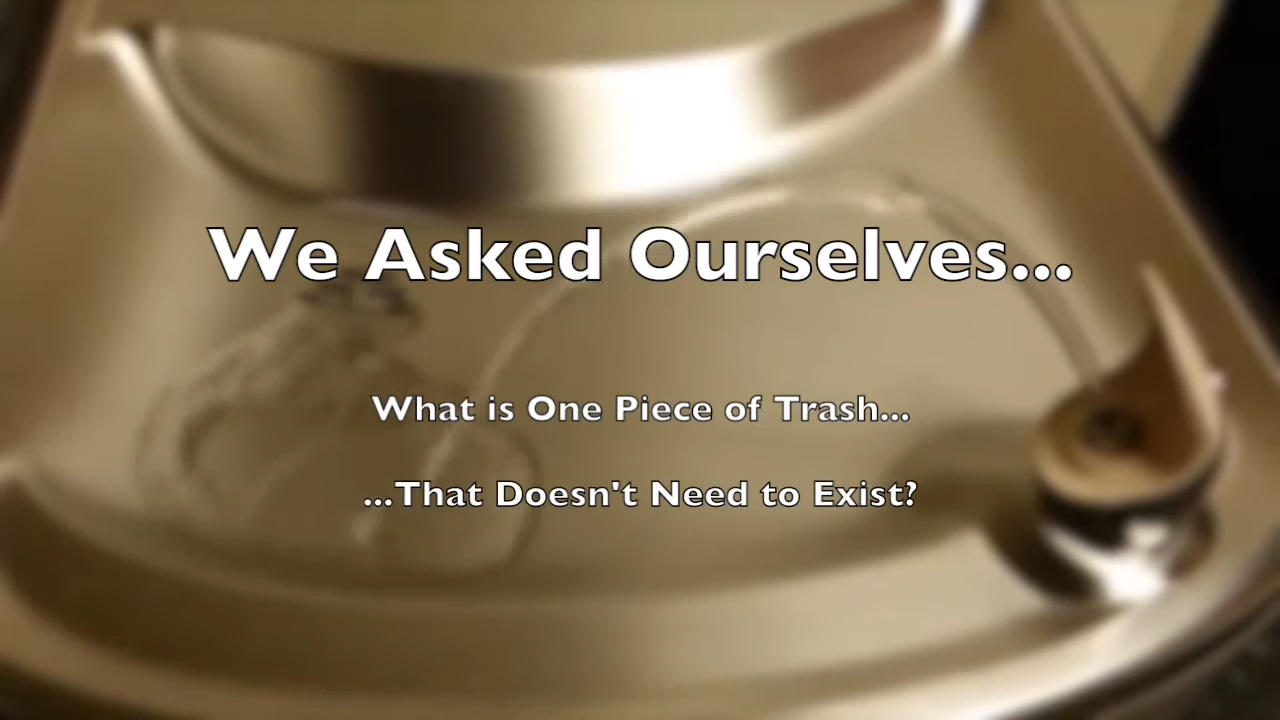 We Asked Ourselves...
What is One Piece of Trash...
...That Doesn't Need to Exist?